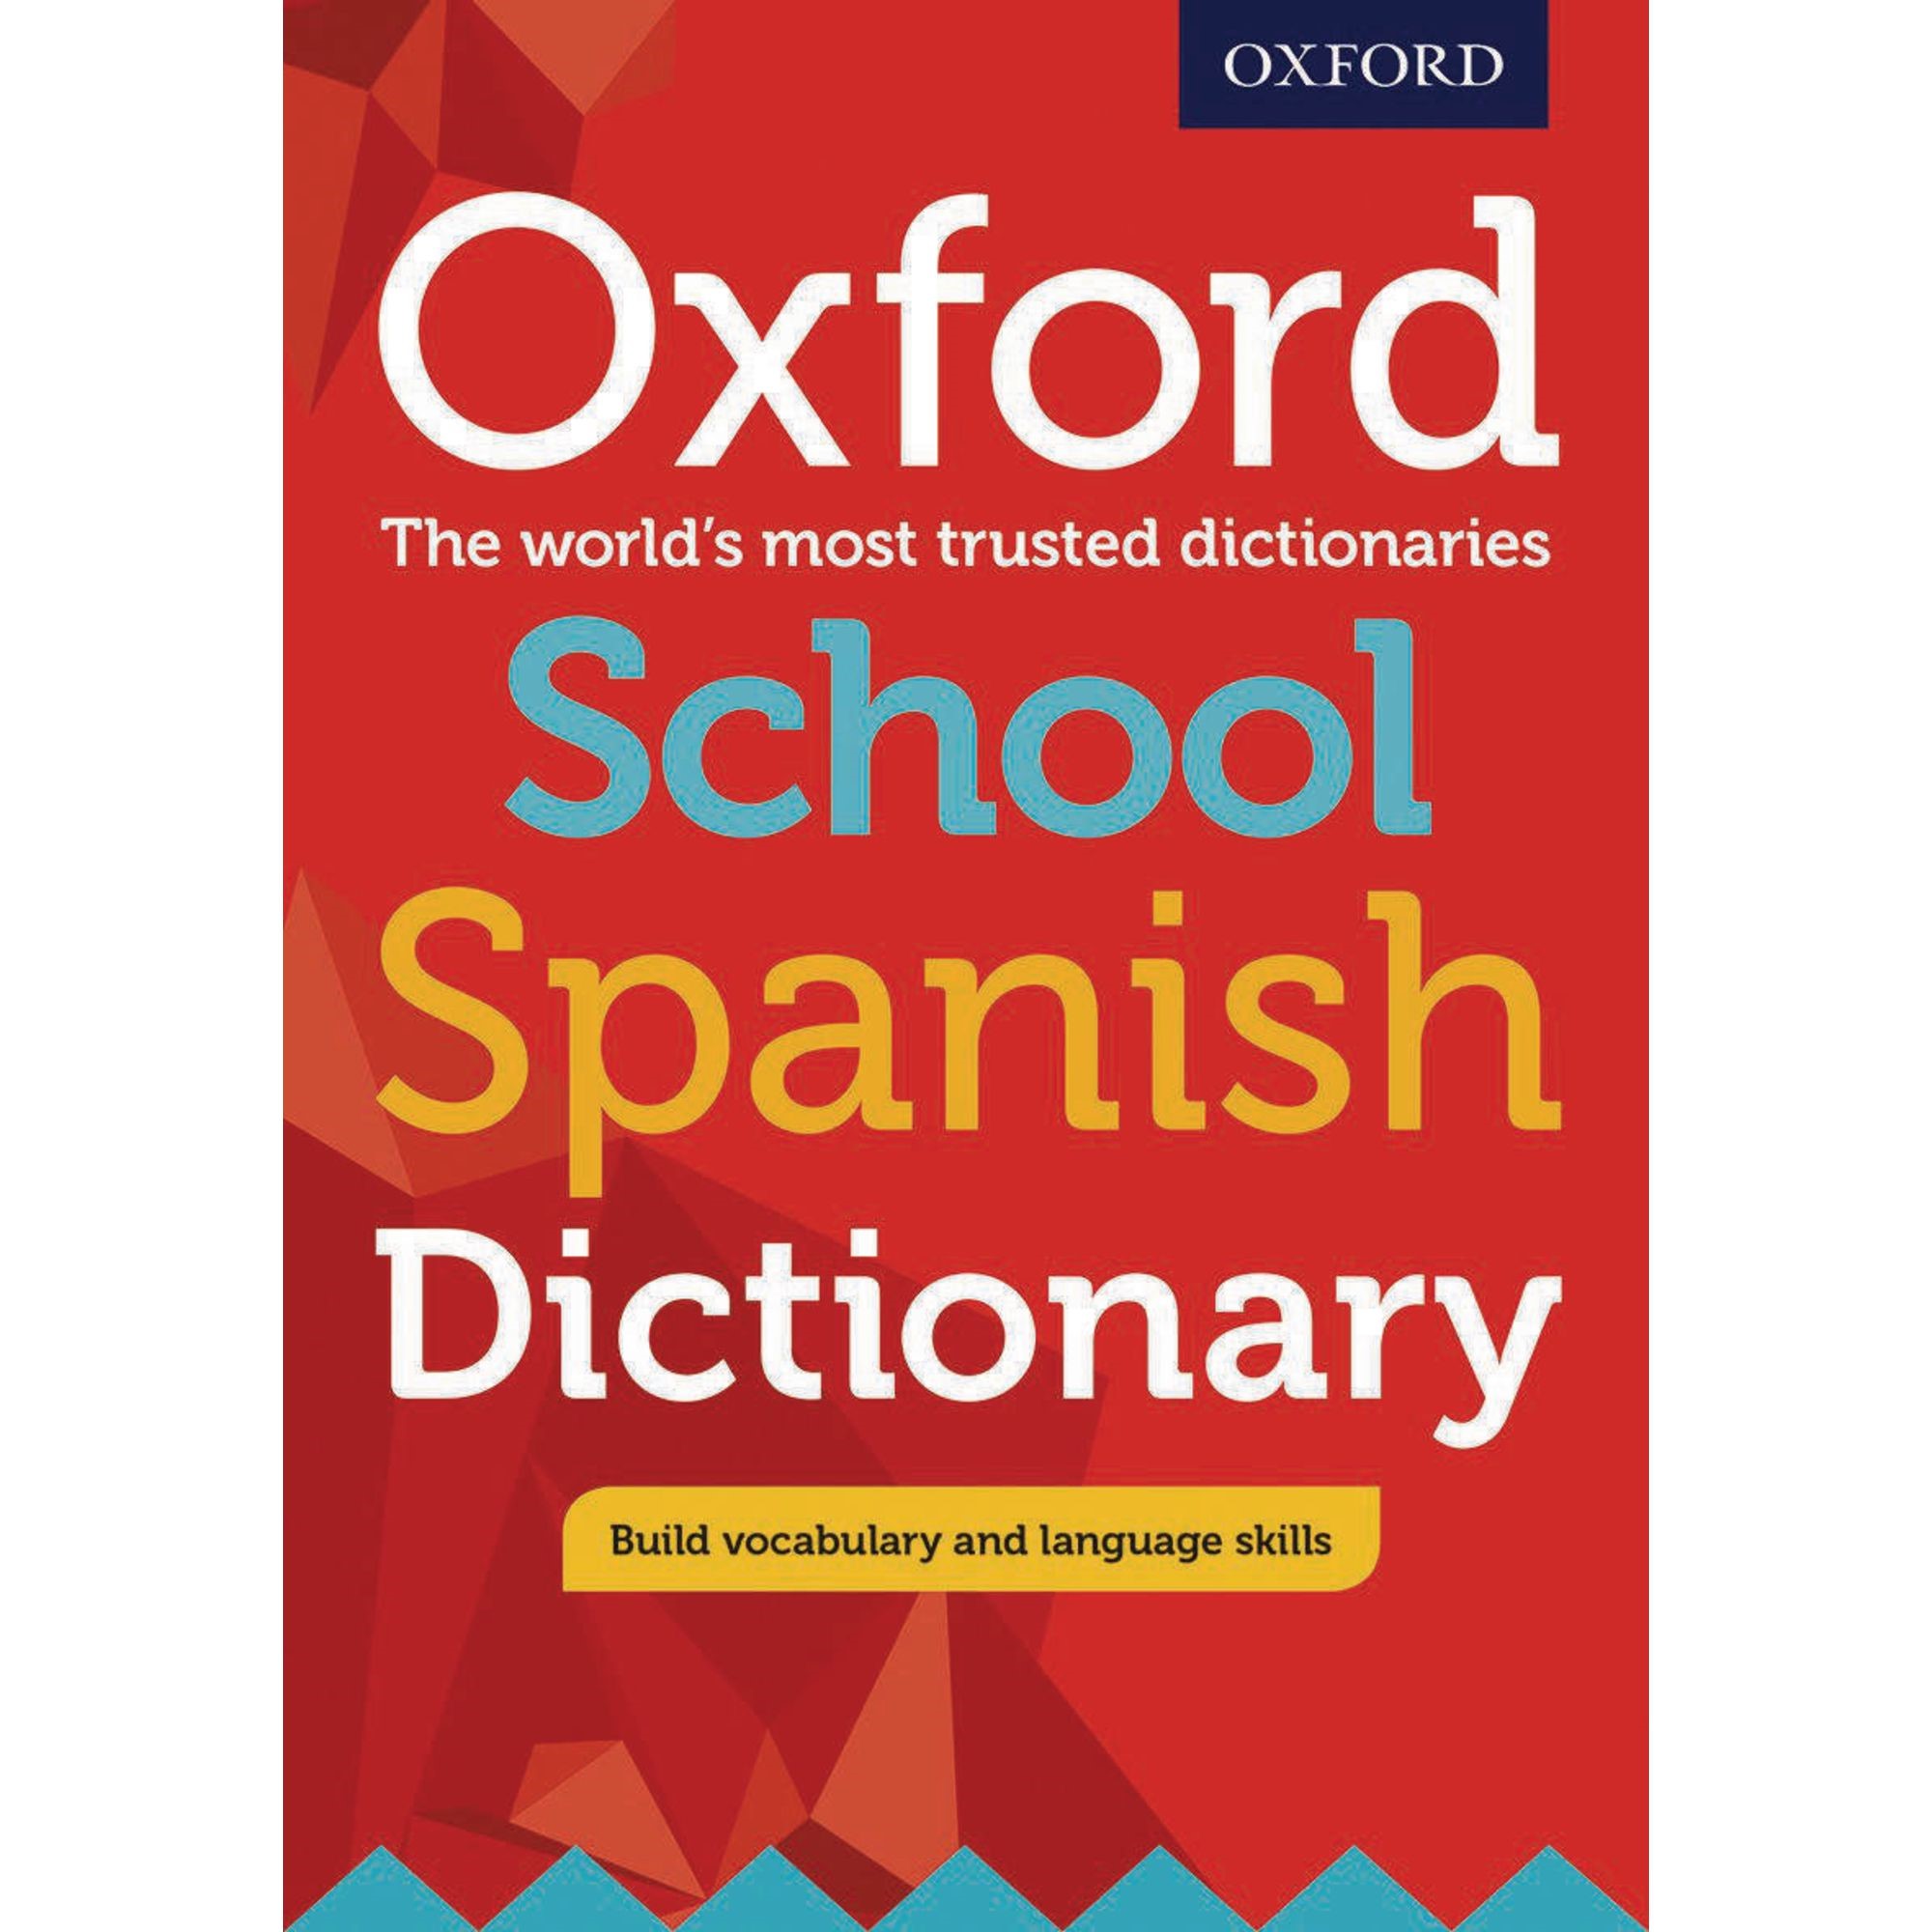 OXFORD
Oxford
The world's most trusted dictionaries
School
Spanish
Dictionary
Build vocabulary and language skills